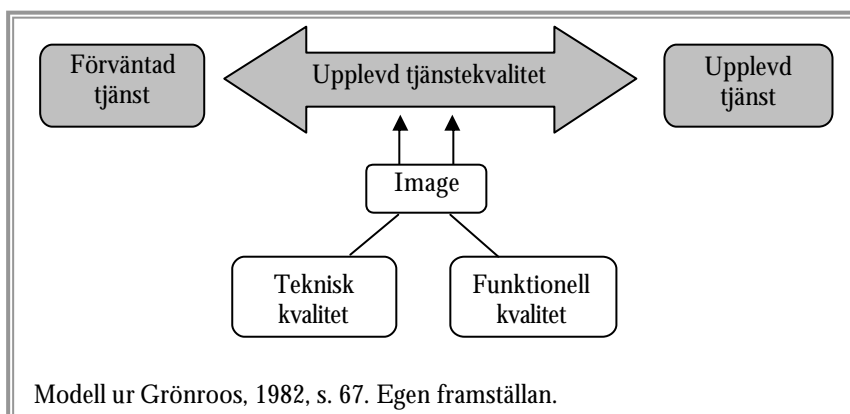 Förväntad
tjänst
Upplevd tjänstekvalitet
Upplevd
tjänst
Image
Teknisk
kvalitet
Funktionell
kvalitet
Modell ur Grönroos, 1982, s. 67. Egen framställan.